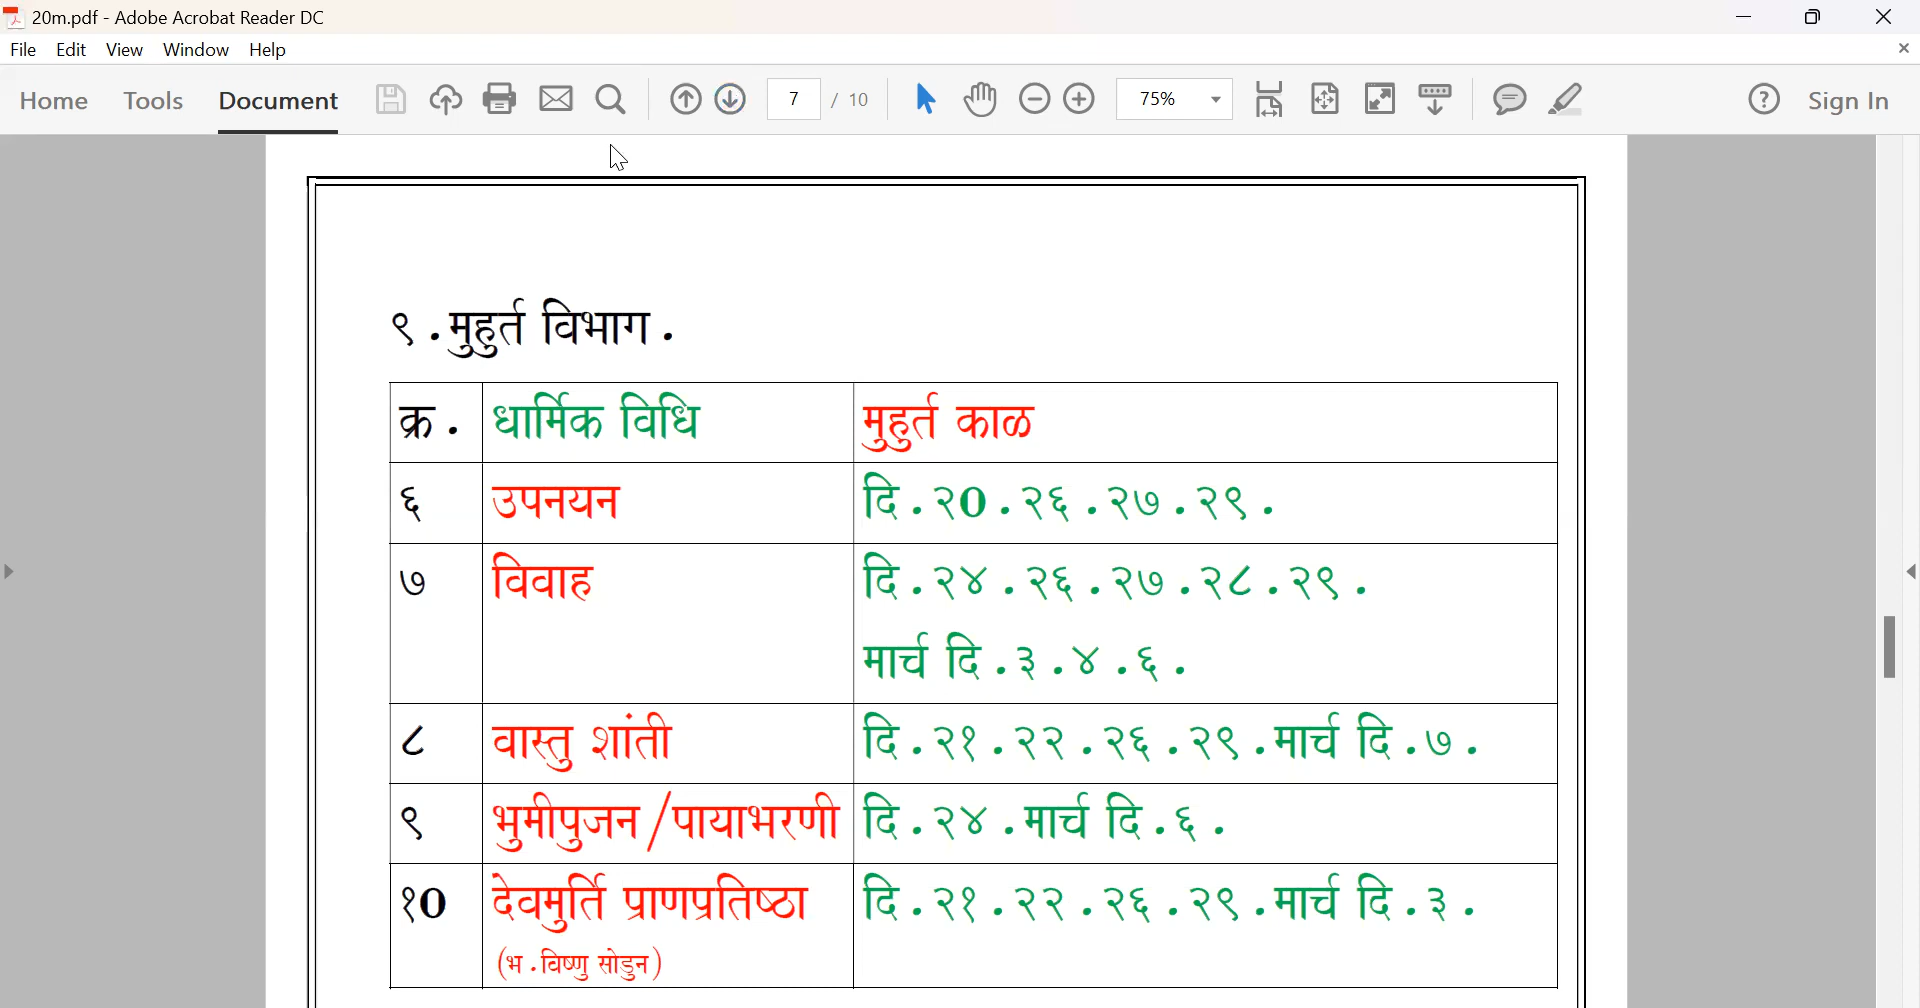 20m.pdf - Adobe Acrobat Reader DC
File Edit View Window Help
Home Tools Document 7 / 10 75% Sign In
९.मुहुर्त विभाग.
क्र. धार्मिक विधि मुहुर्त काळ
६ उपनयन दि.२0.२६.२७.२९.
७ विवाह दि.२४.२६.२७.२८.२९.
मार्च दि.३.४.६.
८ वास्तु शांती दि.२१.२२.२६.२९.मार्च दि.७.
९ भुमीपुजन/पायाभरणी दि.२४.मार्च दि.६.
१0 देवमुर्ति प्राणप्रतिष्ठा दि.२१.२२.२६.२९.मार्च दि.३.
(भ.विष्णु सोडुन)